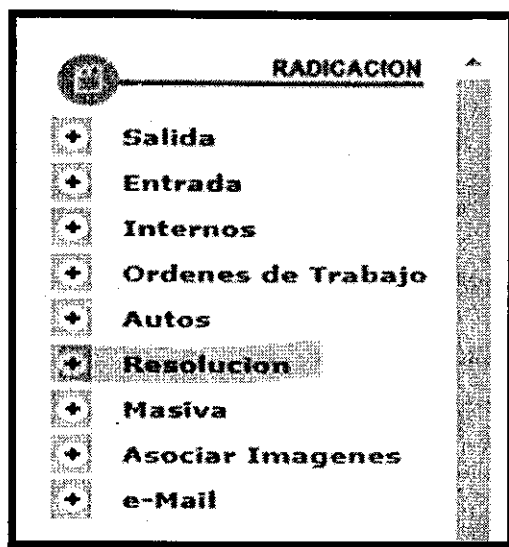 RADICACION
Salida
Entrada
Internos
Ordenes de Trabajo
Autos
Resolucion
Masiva
Asociar Imagenes
e-Mail